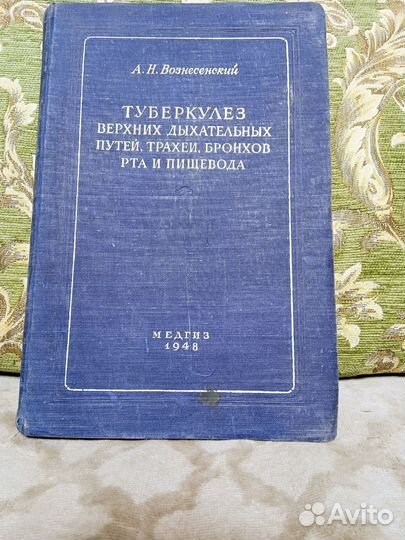 А. Н. Вознесенский
ТУБЕРКУЛЕЗ
ВЕРХНИХ ДЫХАТЕЛЬНЫХ
ПУТЕЙ, ТРАХЕИ, БРОНХОВ
РТА И ПИЩЕВОДА
МЕДГИЗ
1948
Avito